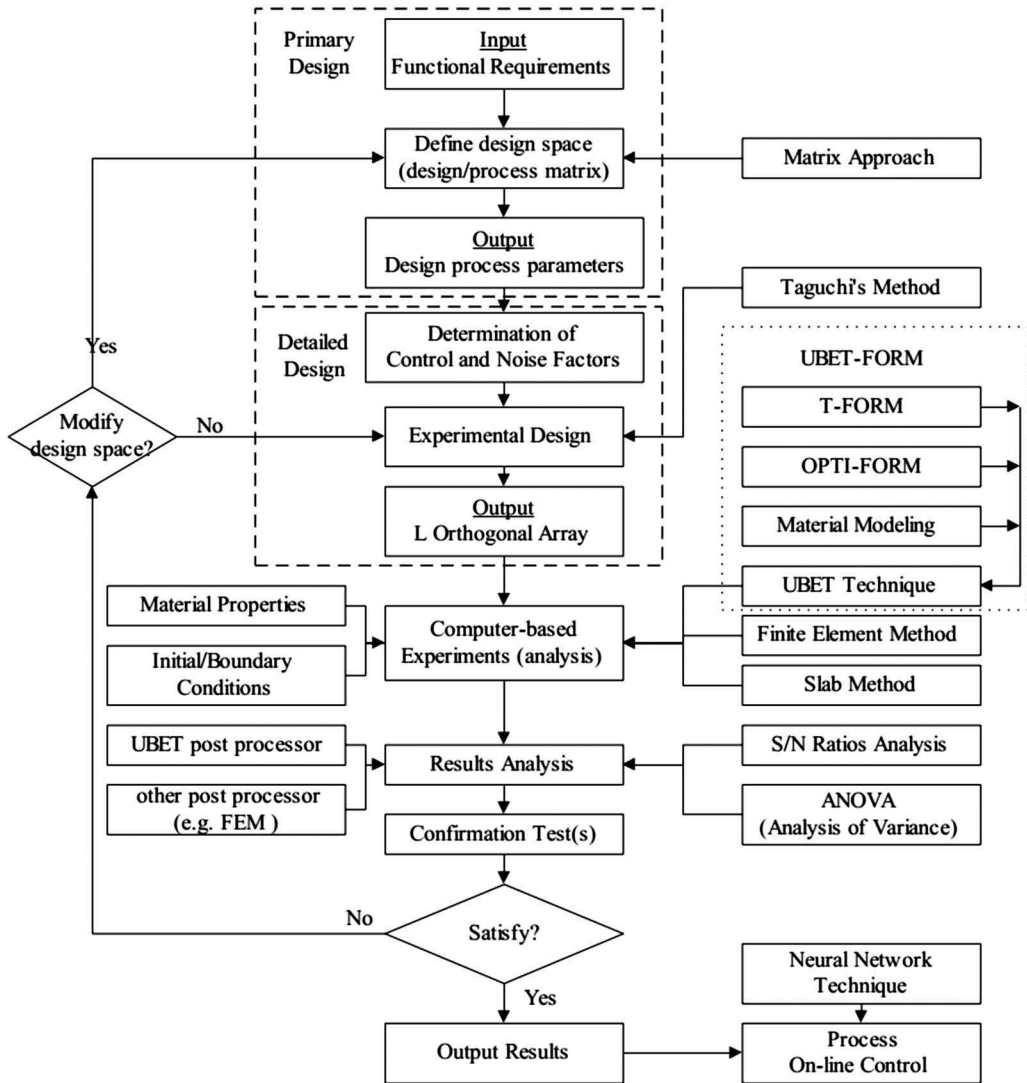 Primary
Design
Input
Functional Requirements
Define design space
(design/process matrix)
Matrix Approach
Output
Design process parameters
Taguchi's Method
Detailed
Design
Determination of
Control and Noise Factors
UBET-FORM
T-FORM
Yes
Modify
design space?
No
Experimental Design
OPTI-FORM
Output
L Orthogonal Array
Material Modeling
UBET Technique
Material Properties
Computer-based
Experiments (analysis)
Finite Element Method
Initial/Boundary
Conditions
Slab Method
UBET post processor
Results Analysis
S/N Ratios Analysis
other post processor
(e.g. FEM )
ANOVA
(Analysis of Variance)
Confirmation Test(s)
No
Satisfy?
Yes
Neural Network
Technique
Output Results
Process
On-line Control